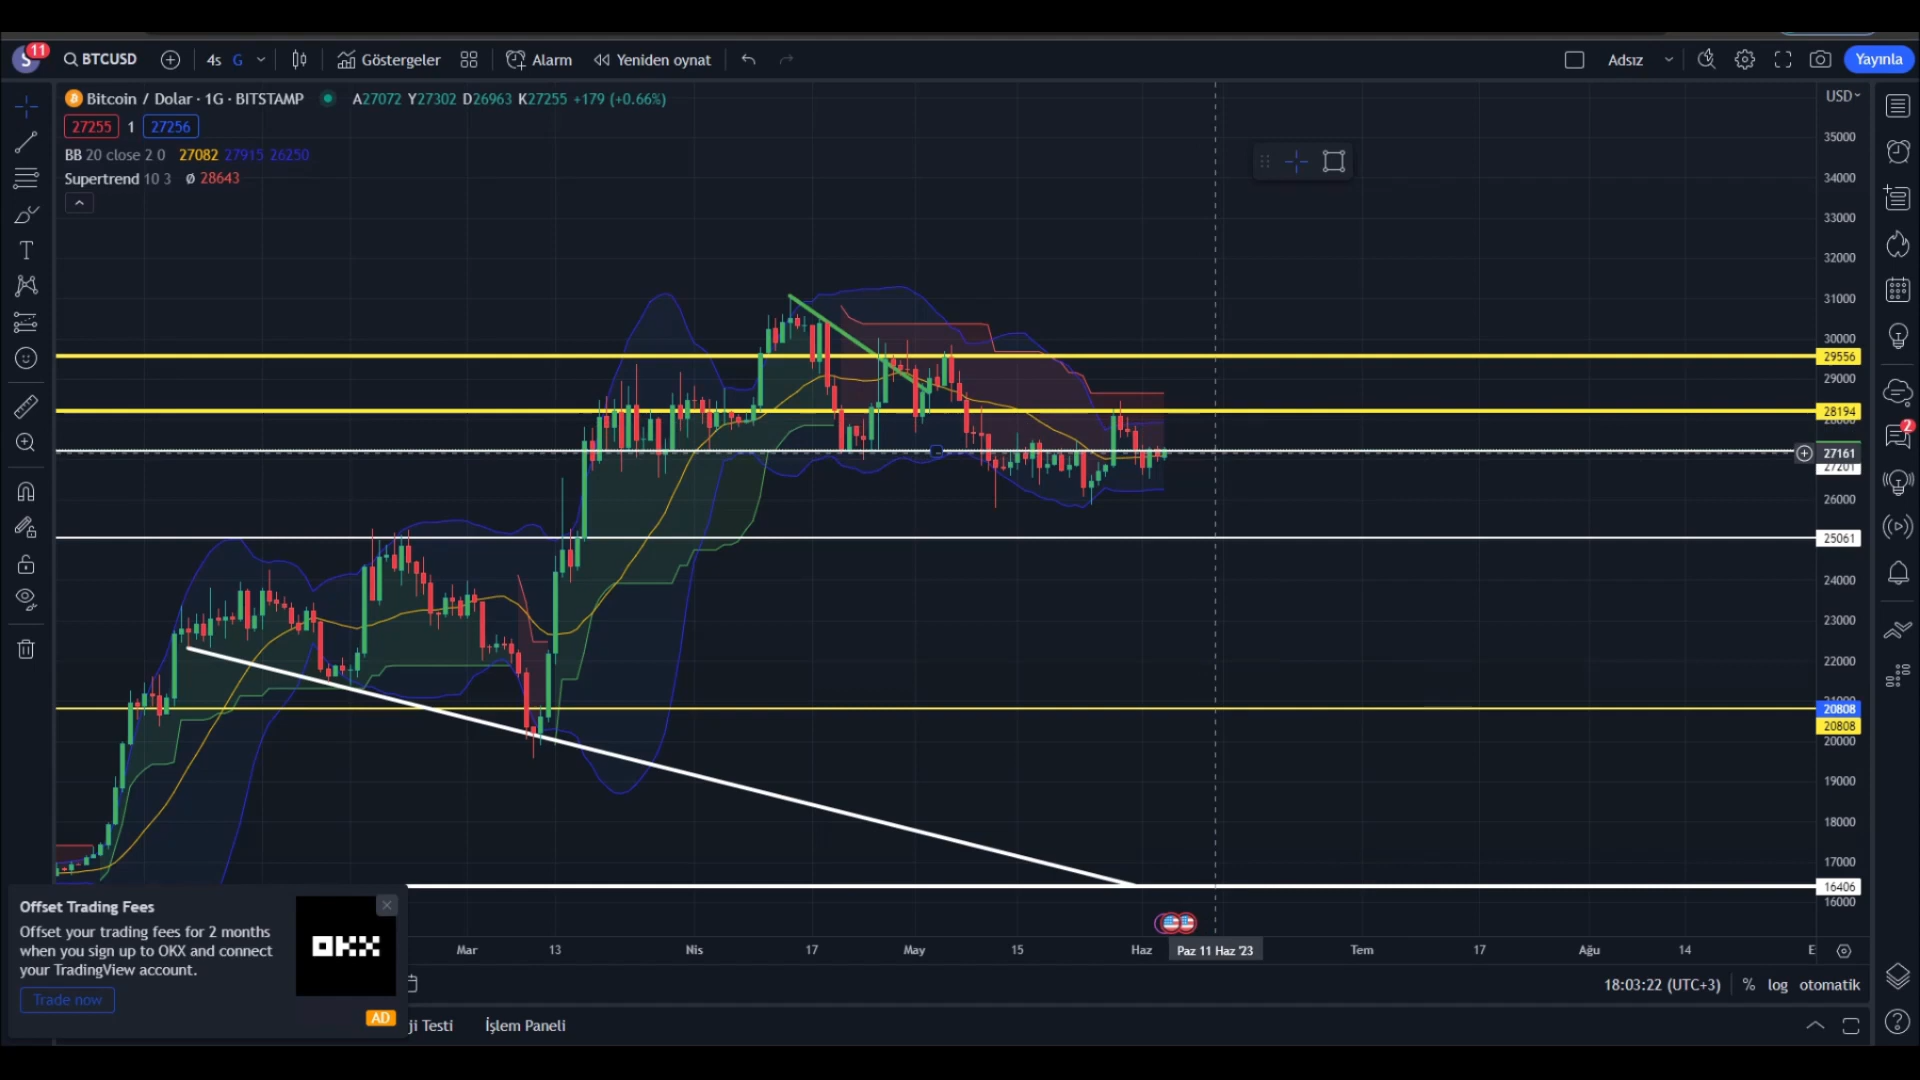 S 11 BTCUSD 4s G Göstergeler Alarm Yeniden oynat Adsız Yayınla
Bitcoin / Dolar · 1G · BITSTAMP A27072 Y27302 D26963 K27255 +179 (+0.66%)
27255 1 27256
BB 20 close 2 0 27082 27915 26250
Supertrend 10 3 ø 28643
USD
35000
34000
33000
32000
31000
30000
29556
29000
28194
28000
27161
27201
26000
25061
24000
23000
22000
21000
20808
20808
20000
19000
18000
17000
16406
16000
2
Mar 13 Nis 17 May 15 Haz Paz 11 Haz '23 Tem 17 Ağu 14 E
Offset Trading Fees
Offset your trading fees for 2 months
when you sign up to OKX and connect
your TradingView account.
Trade now
OKX
AD
18:03:22 (UTC+3) % log otomatik
ji Testi İşlem Paneli